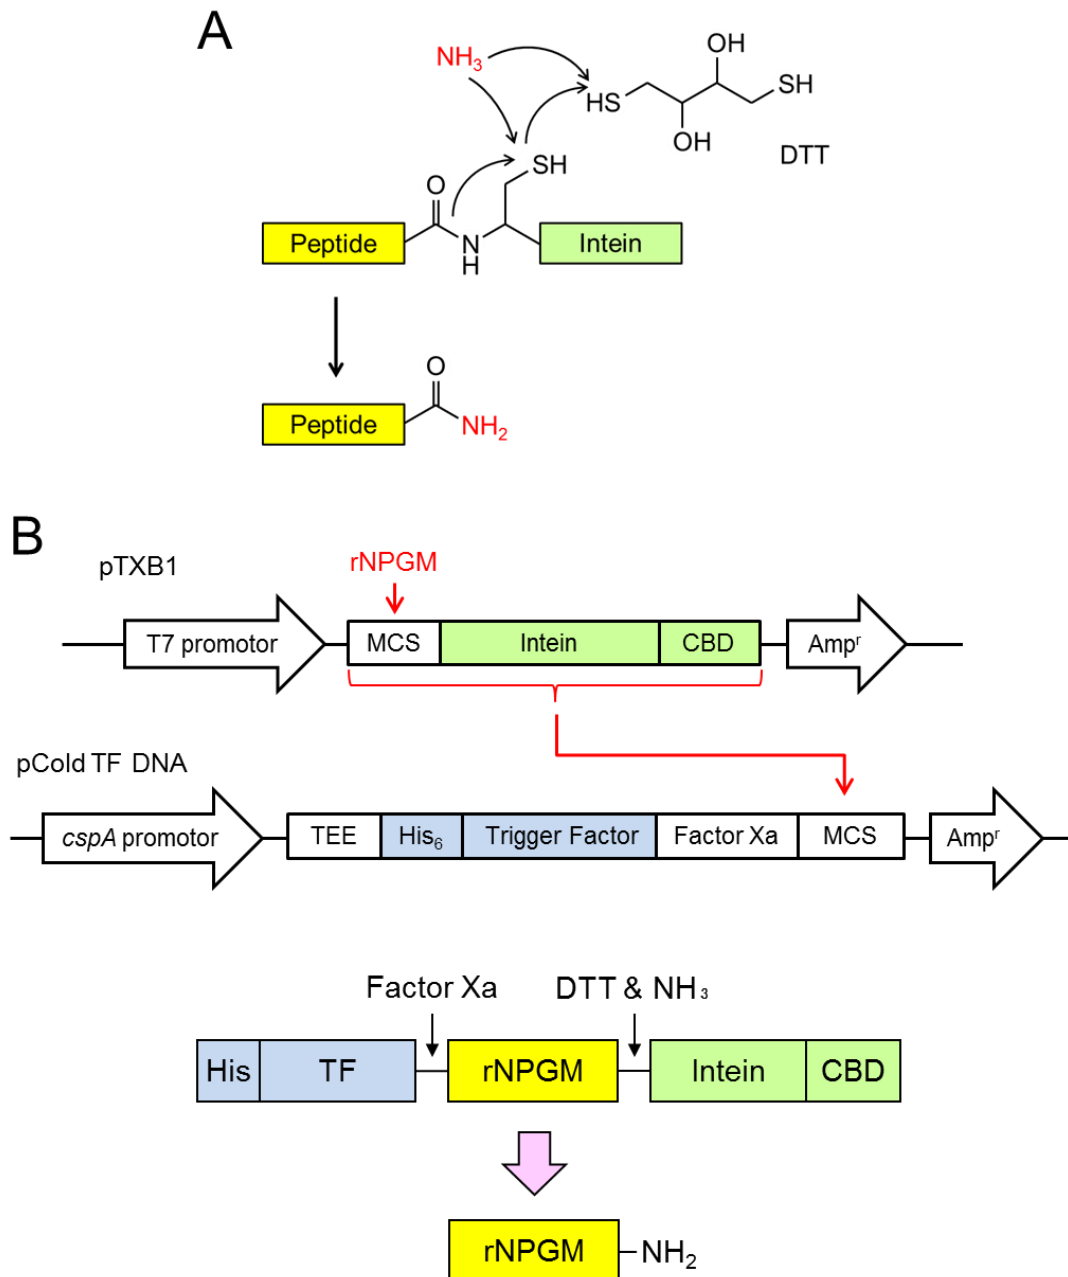 A
NH3
OH
HS
SH
OH
DTT
SH
O
Peptide
N
H
Intein
O
Peptide
NH2
B
pTXB1
rNPGM
T7 promotor
MCS
Intein
CBD
Ampr
pCold TF DNA
cspA promotor
TEE
His6
Trigger Factor
Factor Xa
MCS
Ampr
Factor Xa
DTT & NH3
His
TF
rNPGM
Intein
CBD
rNPGM
NH2